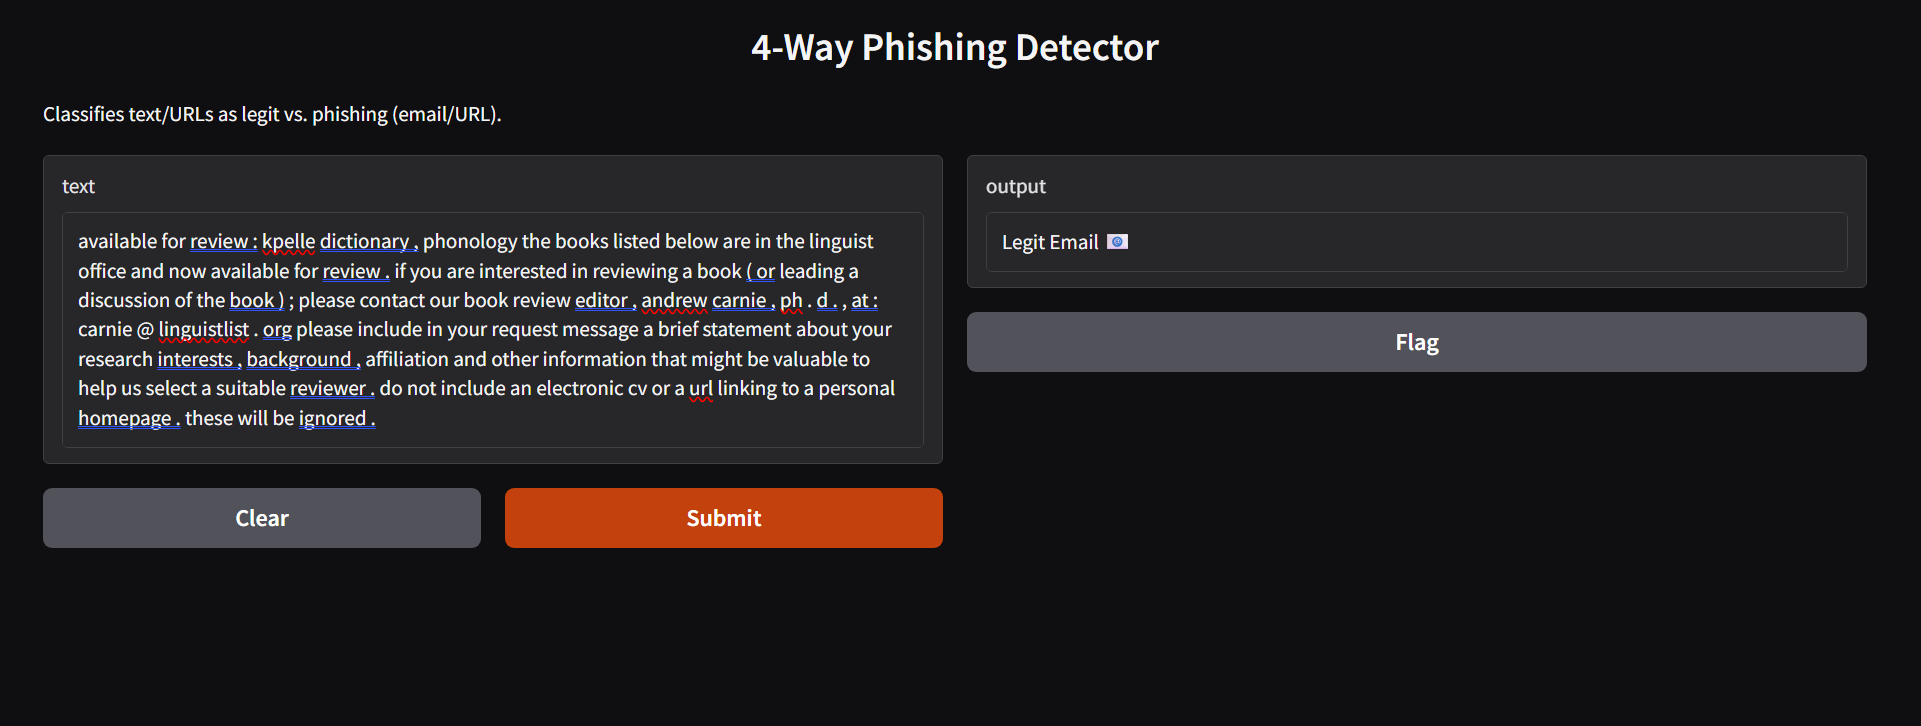 4-Way Phishing Detector
Classifies text/URLs as legit vs. phishing (email/URL).
text
available for review : kpelle dictionary , phonology the books listed below are in the linguist
office and now available for review . if you are interested in reviewing a book ( or leading a
discussion of the book ) ; please contact our book review editor , andrew carnie , ph . d . , at :
carnie @ linguistlist . org please include in your request message a brief statement about your
research interests , background , affiliation and other information that might be valuable to
help us select a suitable reviewer . do not include an electronic cv or a url linking to a personal
homepage . these will be ignored .
Clear
Submit
output
Legit Email 📧
Flag